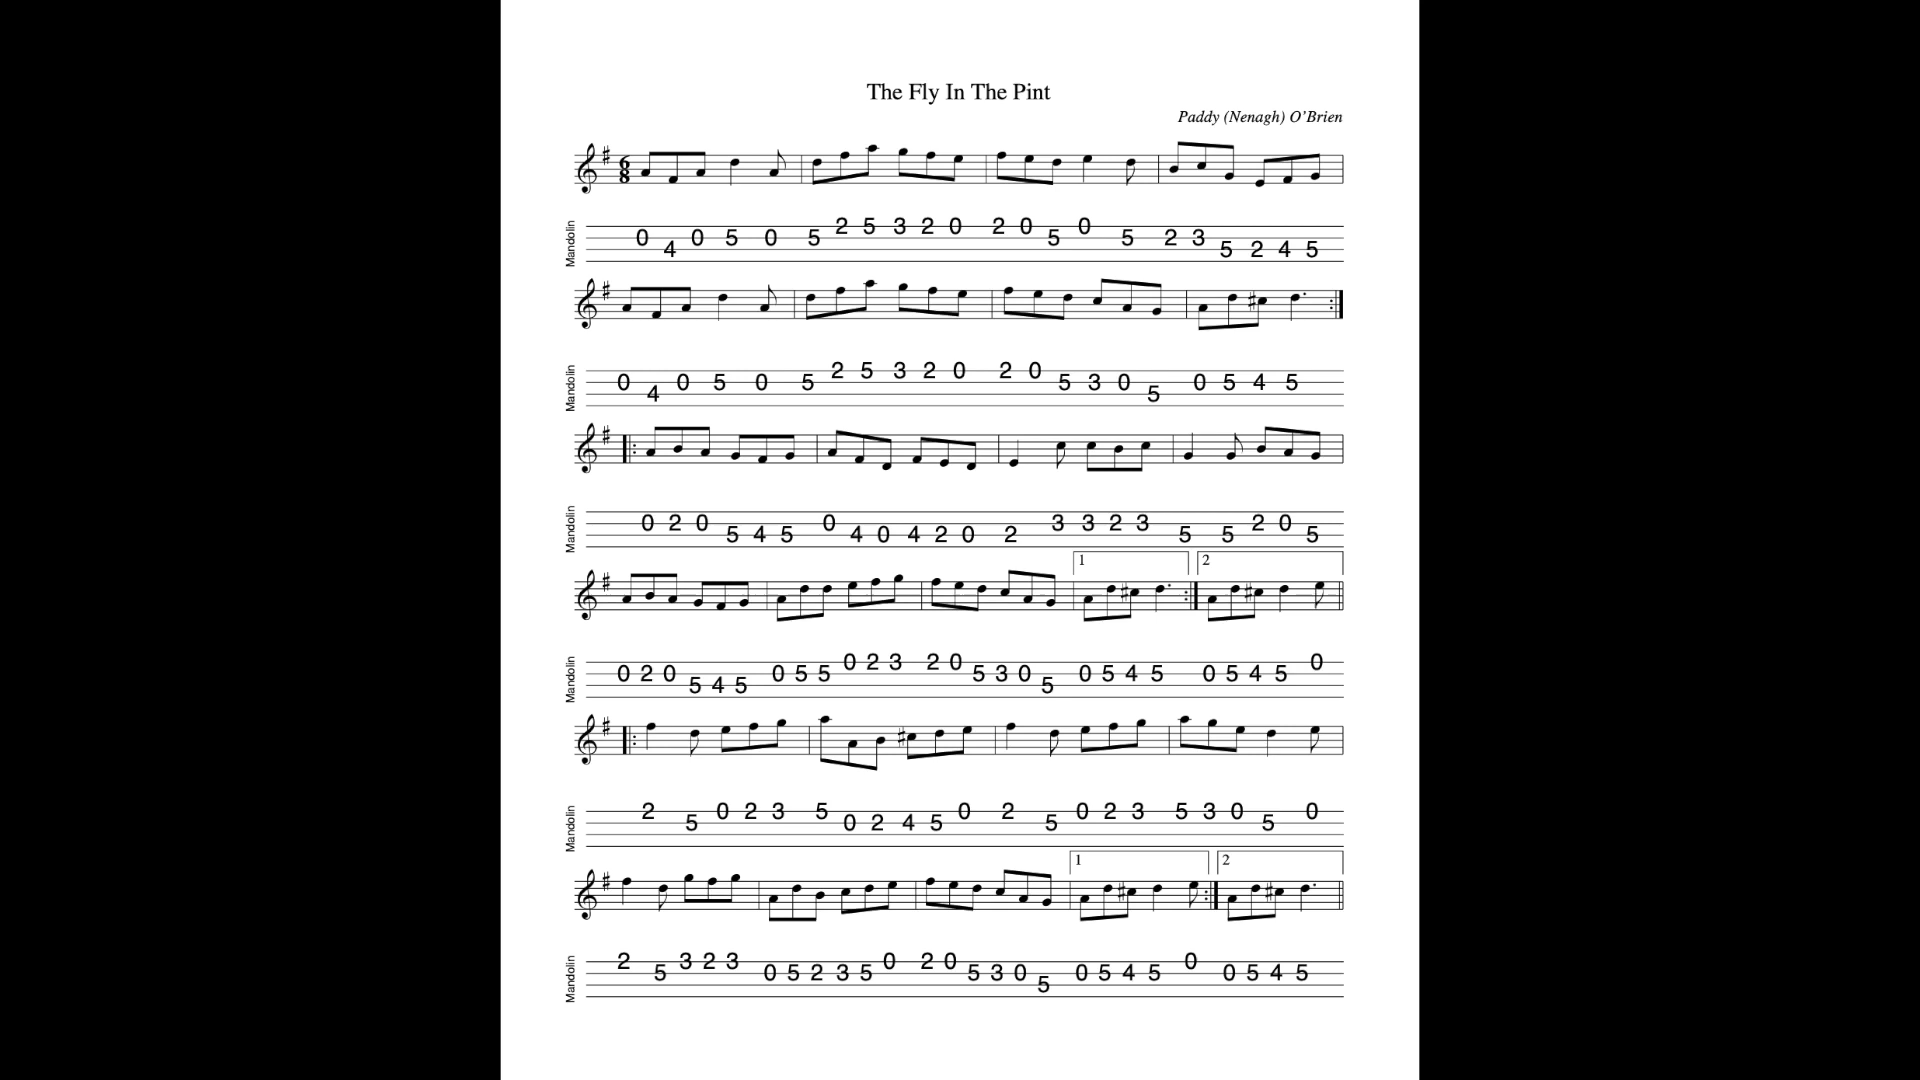 The Fly In The Pint
Paddy (Nenagh) O'Brien
6
8
Mandolin
0 4 0 5 0 5 2 5 3 2 0 2 0 5 0 5 2 3 5 2 4 5
Mandolin
0 4 0 5 0 5 2 5 3 2 0 2 0 5 3 0 5 0 5 4 5
Mandolin
0 2 0 5 4 5 0 4 0 4 2 0 2 3 3 2 3 5 5 2 0 5
1 2
Mandolin
0 2 0 5 4 5 0 5 5 0 2 3 2 0 5 3 0 5 0 5 4 5 0 5 4 5 0
Mandolin
2 5 0 2 3 5 0 2 4 5 0 2 5 0 2 3 5 3 0 5 0
1 2
Mandolin
2 5 3 2 3 0 5 2 3 5 0 2 0 5 3 0 5 0 5 4 5 0 0 5 4 5